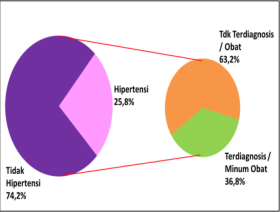 Tdk Terdiagnosis
/ Obat
63,2%
Hipertensi
25,8%
Tidak
Hipertensi
74,2%
Terdiagnosis /
Minum Obat
36,8%